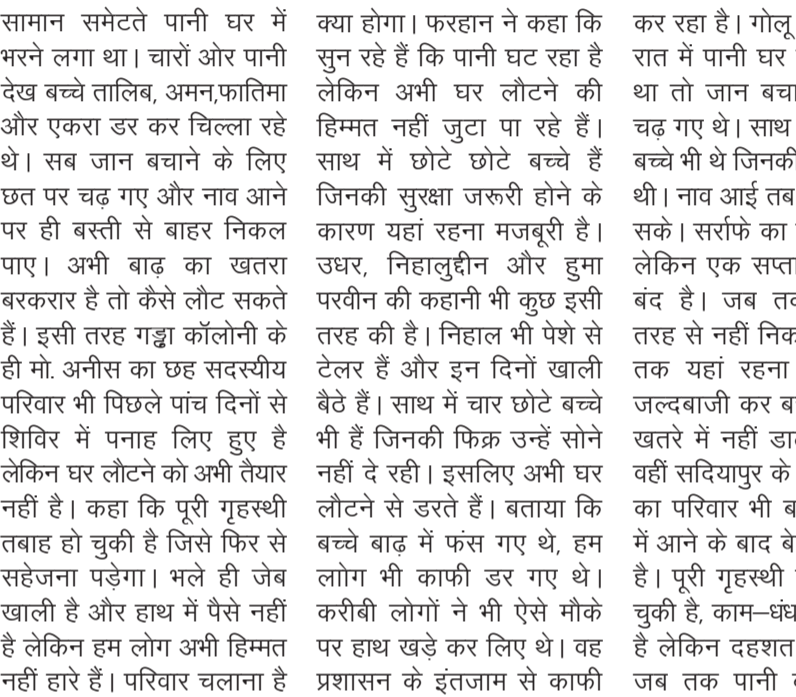 सामान समेटते पानी घर में
भरने लगा था। चारों ओर पानी
देख बच्चे तालिब, अमन,फातिमा
और एकरा डर कर चिल्ला रहे
थे। सब जान बचाने के लिए
छत पर चढ़ गए और नाव आने
पर ही बस्ती से बाहर निकल
पाए। अभी बाढ़ का खतरा
बरकरार है तो कैसे लौट सकते
हैं। इसी तरह गड्ढा कॉलोनी के
ही मो. अनीस का छह सदस्यीय
परिवार भी पिछले पांच दिनों से
शिविर में पनाह लिए हुए है
लेकिन घर लौटने को अभी तैयार
नहीं है। कहा कि पूरी गृहस्थी
तबाह हो चुकी है जिसे फिर से
सहेजना पड़ेगा। भले ही जेब
खाली है और हाथ में पैसे नहीं
है लेकिन हम लोग अभी हिम्मत
नहीं हारे हैं। परिवार चलाना है
क्या होगा। फरहान ने कहा कि
सुन रहे हैं कि पानी घट रहा है
लेकिन अभी घर लौटने की
हिम्मत नहीं जुटा पा रहे हैं।
साथ में छोटे छोटे बच्चे हैं
जिनकी सुरक्षा जरूरी होने के
कारण यहां रहना मजबूरी है।
उधर, निहालुद्दीन और हुमा
परवीन की कहानी भी कुछ इसी
तरह की है। निहाल भी पेशे से
टेलर हैं और इन दिनों खाली
बैठे हैं। साथ में चार छोटे बच्चे
भी हैं जिनकी फिक्र उन्हें सोने
नहीं दे रही। इसलिए अभी घर
लौटने से डरते हैं। बताया कि
बच्चे बाढ़ में फंस गए थे, हम
लाोग भी काफी डर गए थे।
करीबी लोगों ने भी ऐसे मौके
पर हाथ खड़े कर लिए थे। वह
प्रशासन के इंतजाम से काफी
कर रहा है। गोलू
रात में पानी घर
था तो जान बचा
चढ़ गए थे। साथ
बच्चे भी थे जिनकी
थी। नाव आई तब
सके। सर्राफे का
लेकिन एक सप्ता
बंद है। जब
तरह से नहीं
तक यहां रहना
जल्दबाजी कर
खतरे में नहीं
वहीं सदियापुर के
का परिवार भी
में आने के बाद बे
है। पूरी गृहस्थी
चुकी है, काम–धंध
है लेकिन दहशत
जब तक पानी